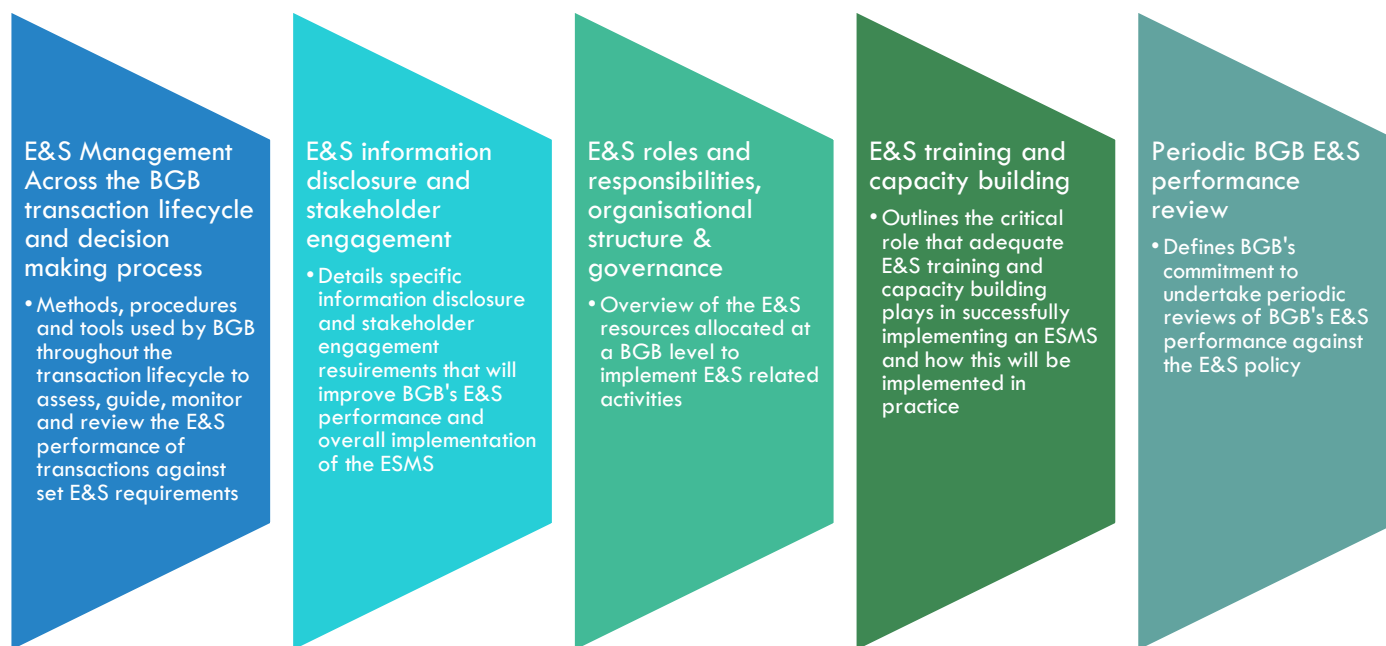 E&S Management
Across the BGB
transaction lifecycle
and decision
making process
• Methods, procedures
and tools used by BGB
throughout the
transaction lifecycle to
assess, guide, monitor
and review the E&S
performance of
transactions against
set E&S requirements
E&S information
disclosure and
stakeholder
engagement
• Details specific
information disclosure
and stakeholder
engagement
resuirements that will
improve BGB's E&S
performance and
overall implementation
of the ESMS
E&S roles and
responsibilities,
organisational
structure &
governance
• Overview of the E&S
resources allocated at
a BGB level to
implement E&S related
activities
E&S training and
capacity building
• Outlines the critical
role that adequate
E&S training and
capacity building
plays in successfully
implementing an ESMS
and how this will be
implemented in
practice
Periodic BGB E&S
performance
review
• Defines BGB's
commitment to
undertake periodic
reviews of BGB's E&S
performance against
the E&S policy